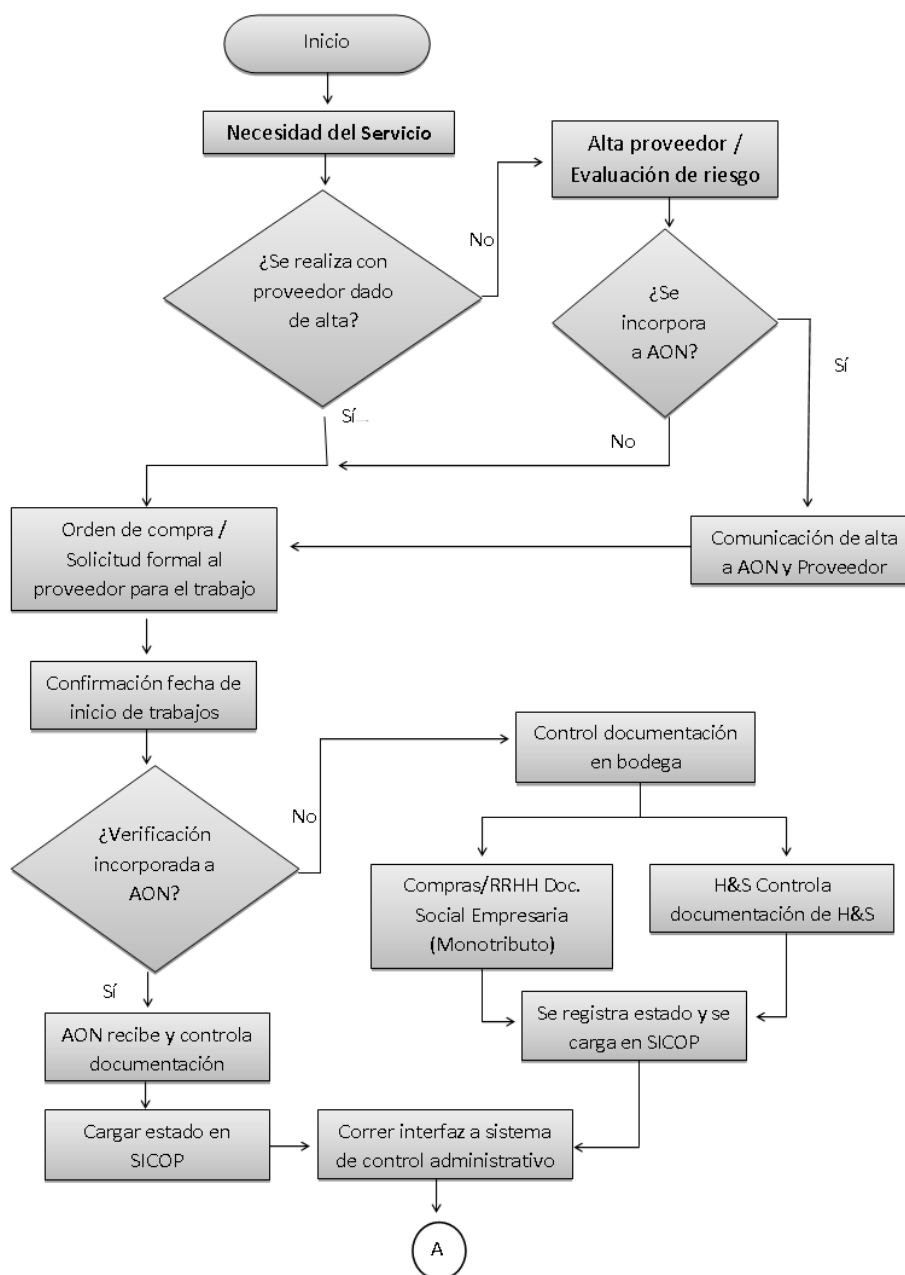 Inicio
Necesidad del Servicio
Alta proveedor /
Evaluación de riesgo
No
¿Se realiza con
proveedor dado
de alta?
¿Se
incorpora
a AON?
Sí
Sí
No
Orden de compra /
Solicitud formal al
proveedor para el trabajo
Comunicación de alta
a AON y Proveedor
Confirmación fecha de
inicio de trabajos
Control documentación
en bodega
No
¿Verificación
incorporada a
AON?
Compras/RRHH Doc.
Social Empresaria
(Monotributo)
H&S Controla
documentación de H&S
Sí
AON recibe y controla
documentación
Se registra estado y se
carga en SICOP
Cargar estado en
SICOP
Correr interfaz a sistema
de control administrativo
A